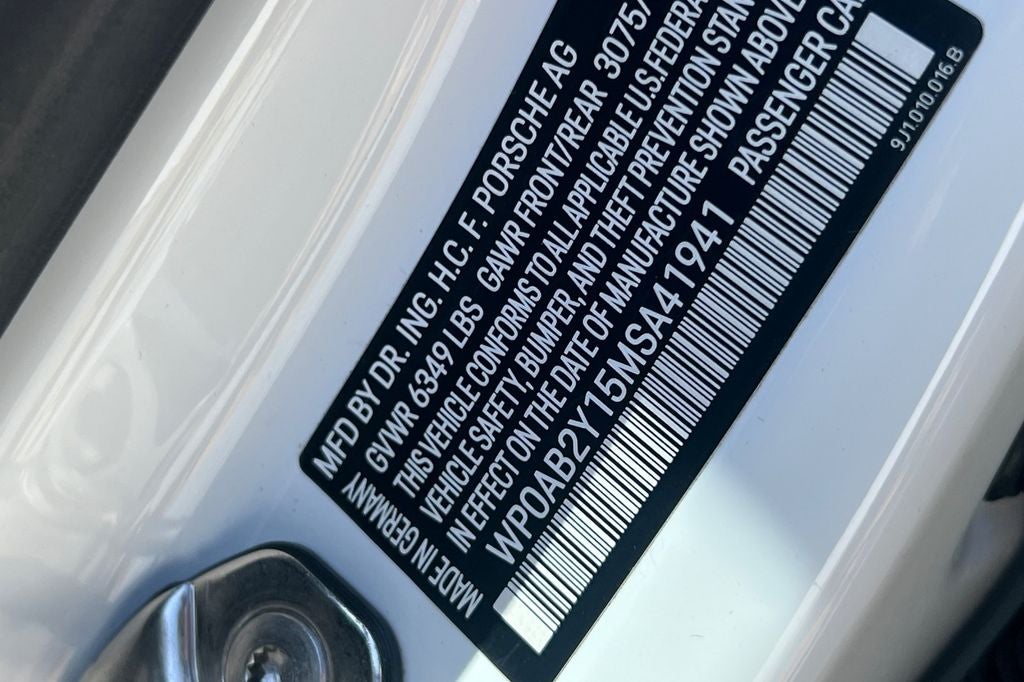 MFD BY DR. ING. H.C. F. PORSCHE AG
GVWR 6349 LBS GAWR FRONT/REAR 3075/
THIS VEHICLE CONFORMS TO ALL APPLICABLE U.S.FEDERA
VEHICLE SAFETY, BUMPER, AND THEFT PREVENTION STAN
IN EFFECT ON THE DATE OF MANUFACTURE SHOWN ABOVE
WP0AB2Y15MSA41941 PASSENGER CA
MADE IN GERMANY
9J1.010.016.B